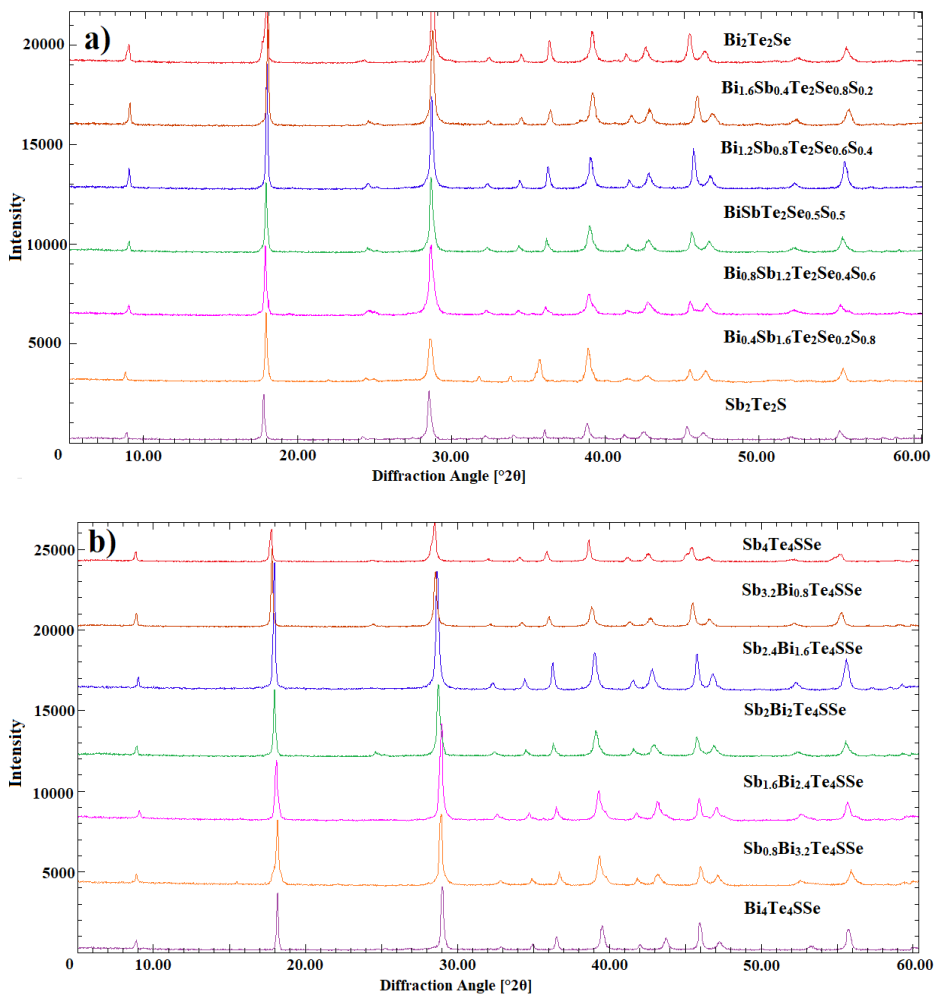 a)
20000
15000
10000
5000
0
Intensity
Bi2Te2Se
Bi1.6Sb0.4Te2Se0.8S0.2
Bi1.2Sb0.8Te2Se0.6S0.4
BiSbTe2Se0.5S0.5
Bi0.8Sb1.2Te2Se0.4S0.6
Bi0.4Sb1.6Te2Se0.2S0.8
Sb2Te2S
10.00 20.00 30.00 40.00 50.00 60.00
Diffraction Angle [°2θ]
b)
25000
20000
15000
10000
5000
0
Intensity
Sb4Te4SSe
Sb3.2Bi0.8Te4SSe
Sb2.4Bi1.6Te4SSe
Sb2Bi2Te4SSe
Sb1.6Bi2.4Te4SSe
Sb0.8Bi3.2Te4SSe
Bi4Te4SSe
0 10.00 20.00 30.00 40.00 50.00 60.00
Diffraction Angle [°2θ]